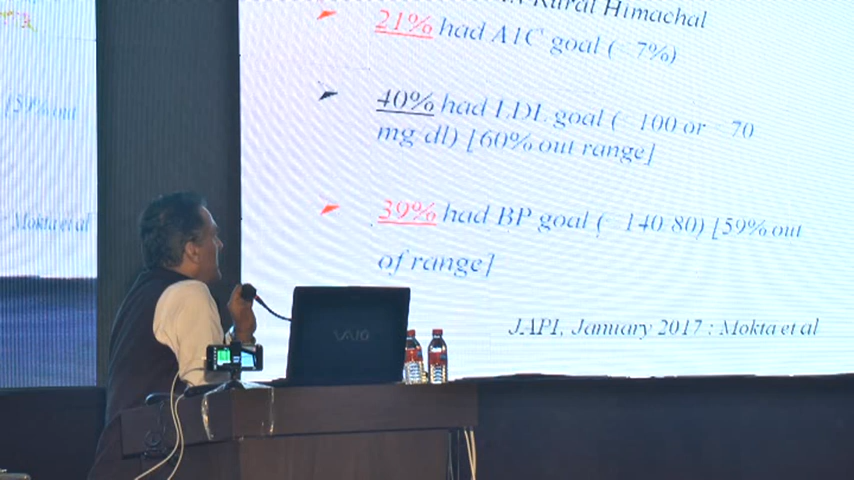 Rural Himachal
21% had A1C goal ( 7%)
40% had LDL goal ( 100 or 70
mg dl) [60% out range]
39% had BP goal ( 140 80) [59% out
of range]
JAPI, January 2017 : Mokta et al
[59% out
: Mokta et al
VAIO